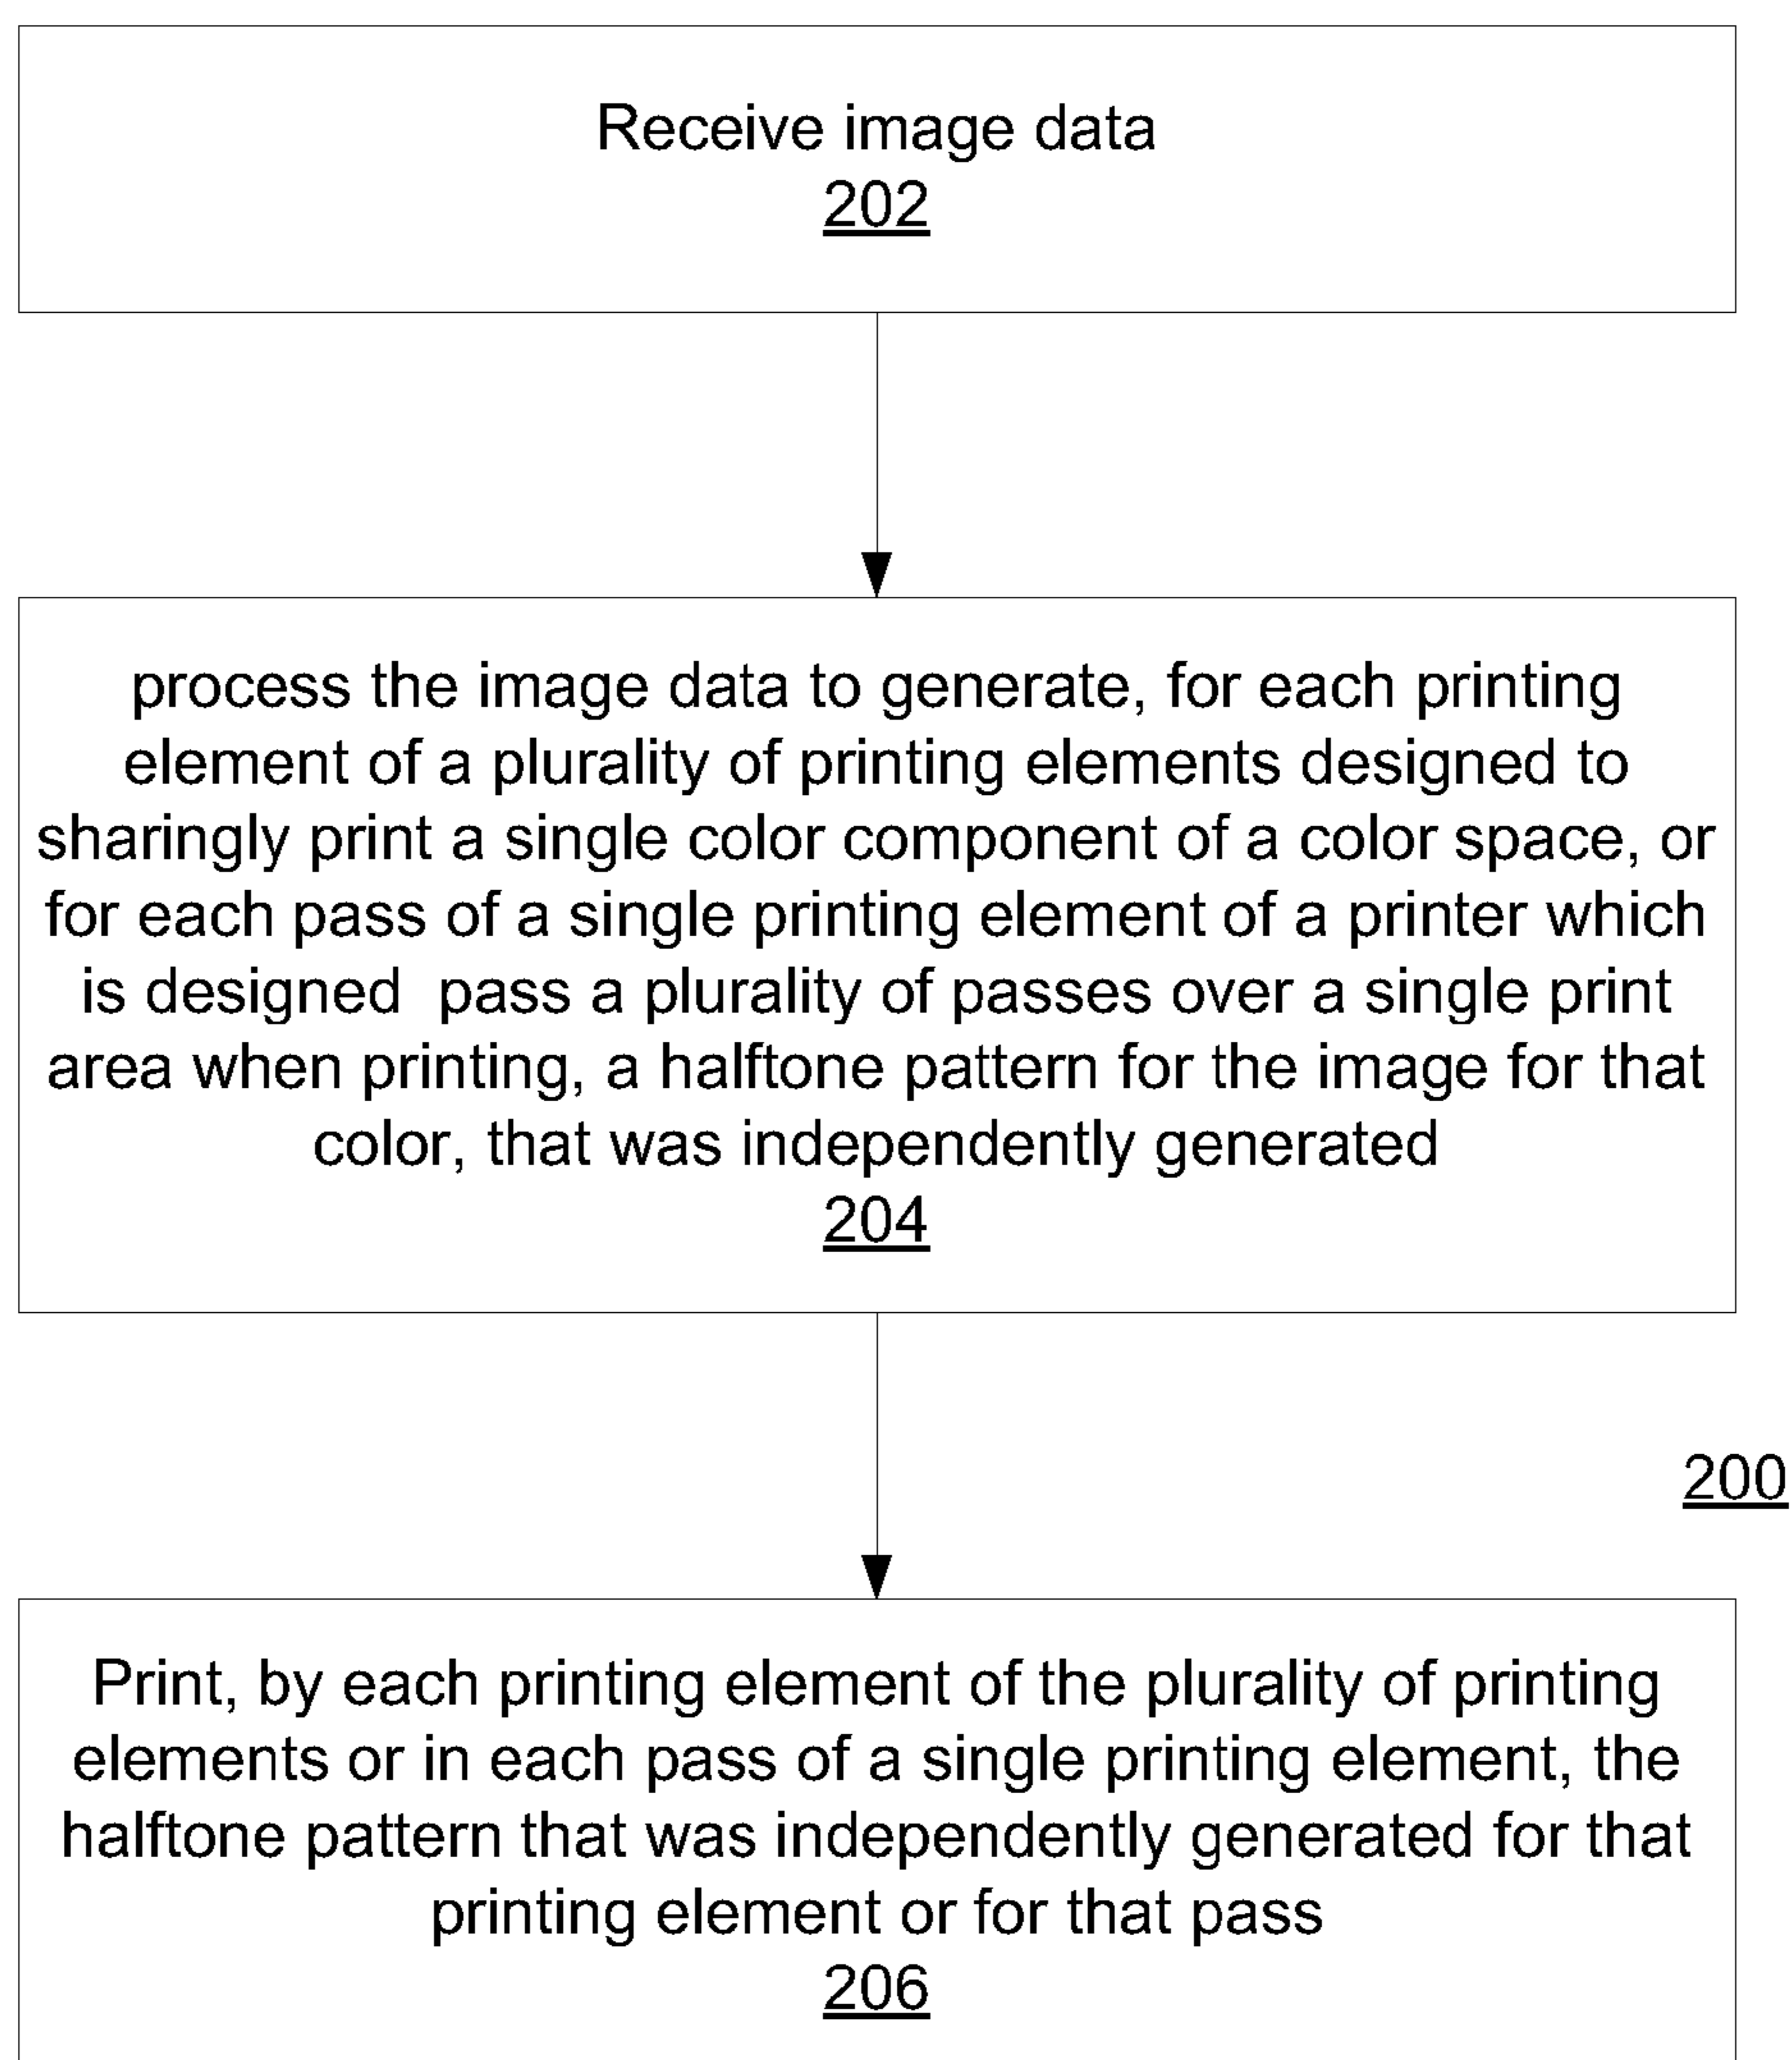 Receive image data
202
process the image data to generate, for each printing
element of a plurality of printing elements designed to
sharingly print a single color component of a color space, or
for each pass of a single printing element of a printer which
is designed  pass a plurality of passes over a single print
area when printing, a halftone pattern for the image for that
color, that was independently generated
204
200
Print, by each printing element of the plurality of printing
elements or in each pass of a single printing element, the
halftone pattern that was independently generated for that
printing element or for that pass
206